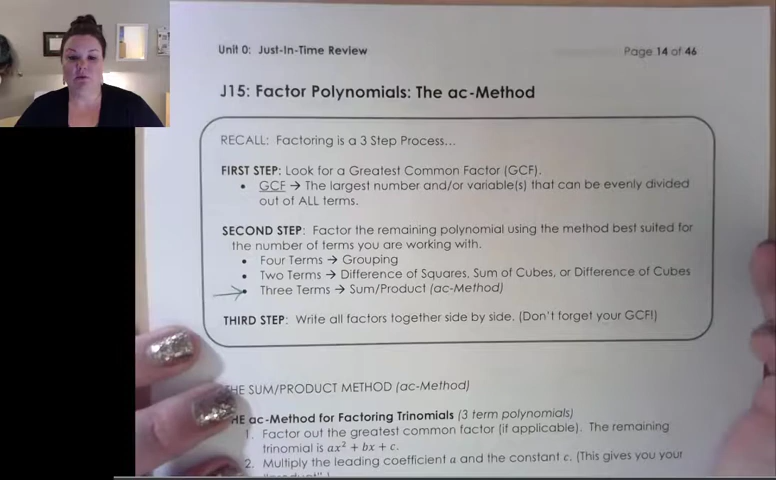 Unit 0: Just-In-Time Review
Page 14 of 46
J15: Factor Polynomials: The ac-Method
RECALL: Factoring is a 3 Step Process...
FIRST STEP: Look for a Greatest Common Factor (GCF).
• GCF → The largest number and/or variable(s) that can be evenly divided
out of ALL terms.
SECOND STEP: Factor the remaining polynomial using the method best suited for
the number of terms you are working with.
• Four Terms → Grouping
• Two Terms → Difference of Squares, Sum of Cubes, or Difference of Cubes
• Three Terms → Sum/Product (ac-Method)
THIRD STEP: Write all factors together side by side. (Don't forget your GCF!)
THE SUM/PRODUCT METHOD (ac-Method)
HE ac-Method for Factoring Trinomials (3 term polynomials)
1. Factor out the greatest common factor (if applicable). The remaining
trinomial is ax² + bx + c.
2. Multiply the leading coefficient a and the constant c. (This gives you your